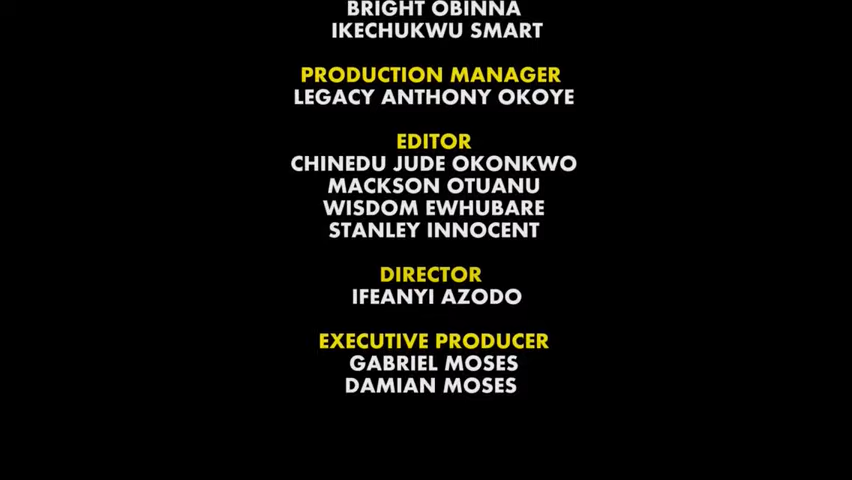 BRIGHT OBINNA
IKECHUKWU SMART
PRODUCTION MANAGER
LEGACY ANTHONY OKOYE
EDITOR
CHINEDU JUDE OKONKWO
MACKSON OTUANU
WISDOM EWHUBARE
STANLEY INNOCENT
DIRECTOR
IFEANYI AZODO
EXECUTIVE PRODUCER
GABRIEL MOSES
DAMIAN MOSES